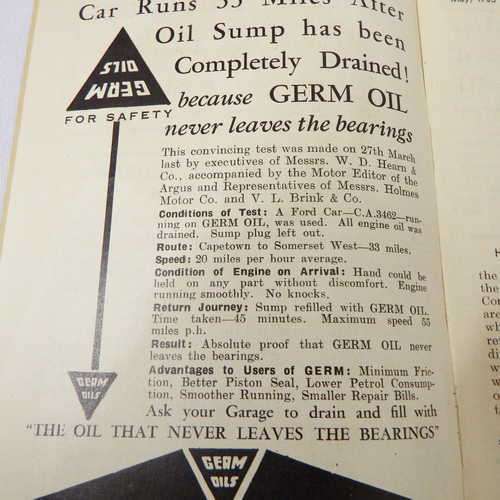 Car Runs 33 Miles After
Oil Sump has been
Completely Drained!
because GERM OIL
never leaves the bearings
GERM
OILS
FOR SAFETY
This convincing test was made on 27th March
last by executives of Messrs. W. D. Hearn &
Co., accompanied by the Motor Editor of the
Argus and Representatives of Messrs. Holmes
Motor Co. and V. L. Brink & Co.
Conditions of Test: A Ford Car—C.A.3462—run-
ning on GERM OIL, was used. All engine oil was
drained. Sump plug left out.
Route: Capetown to Somerset West—33 miles.
Speed: 20 miles per hour average.
Condition of Engine on Arrival: Hand could be
held on any part without discomfort. Engine
running smoothly. No knocks.
Return Journey: Sump refilled with GERM OIL.
Time taken—45 minutes. Maximum speed 55
miles p.h.
Result: Absolute proof that GERM OIL never
leaves the bearings.
Advantages to Users of GERM: Minimum Fric-
tion, Better Piston Seal, Lower Petrol Consump-
tion, Smoother Running, Smaller Repair Bills.
GERM
OILS
Ask your Garage to drain and fill with
"THE OIL THAT NEVER LEAVES THE BEARINGS"
GERM
OILS